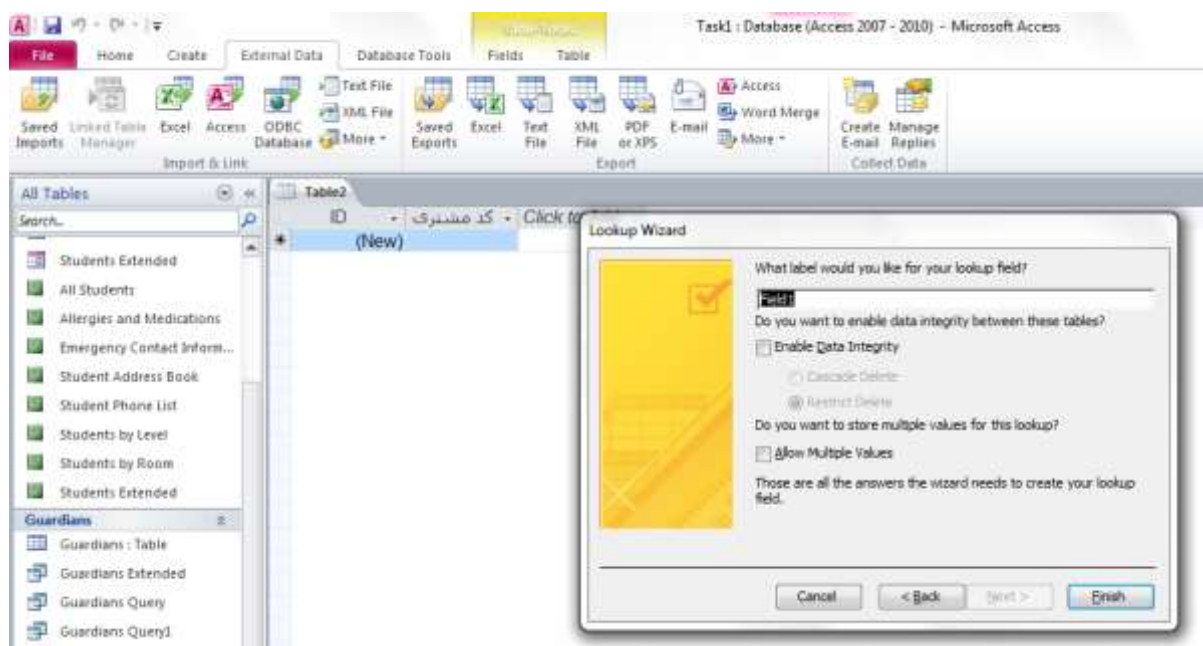 Task1 : Database (Access 2007 - 2010) - Microsoft Access
File Home Create External Data Database Tools Fields Table
Saved Imports
Linked Table Manager
Excel
Access
ODBC Database
Text File
XML File
More
Import & Link
Saved Exports
Excel
Text File
XML File
PDF or XPS
E-mail
Access
Word Merge
More
Export
Create E-mail
Manage Replies
Collect Data
All Tables
Search..
Students Extended
All Students
Allergies and Medications
Emergency Contact Inform...
Student Address Book
Student Phone List
Students by Level
Students by Room
Students Extended
Guardians
Guardians : Table
Guardians Extended
Guardians Query
Guardians Query1
Table2
ID کد مشتری Click to
(New)
Lookup Wizard
What label would you like for your lookup field?
Field1
Do you want to enable data integrity between these tables?
Enable Data Integrity
Cascade Delete
Restrict Delete
Do you want to store multiple values for this lookup?
Allow Multiple Values
Those are all the answers the wizard needs to create your lookup
field.
Cancel < Back Next > Finish